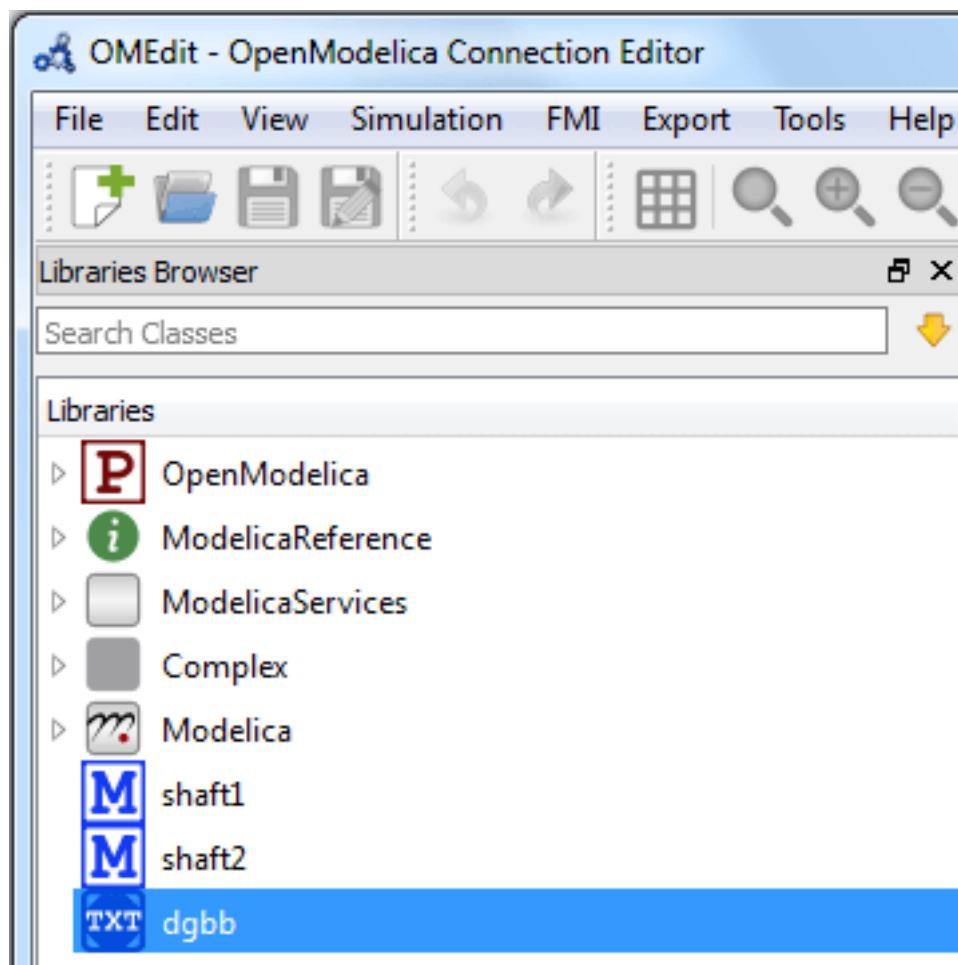 OMEdit - OpenModelica Connection Editor
File Edit View Simulation FMI Export Tools Help
Libraries Browser
Search Classes
Libraries
P OpenModelica
i ModelicaReference
ModelicaServices
Complex
m Modelica
M shaft1
M shaft2
TXT dgbb